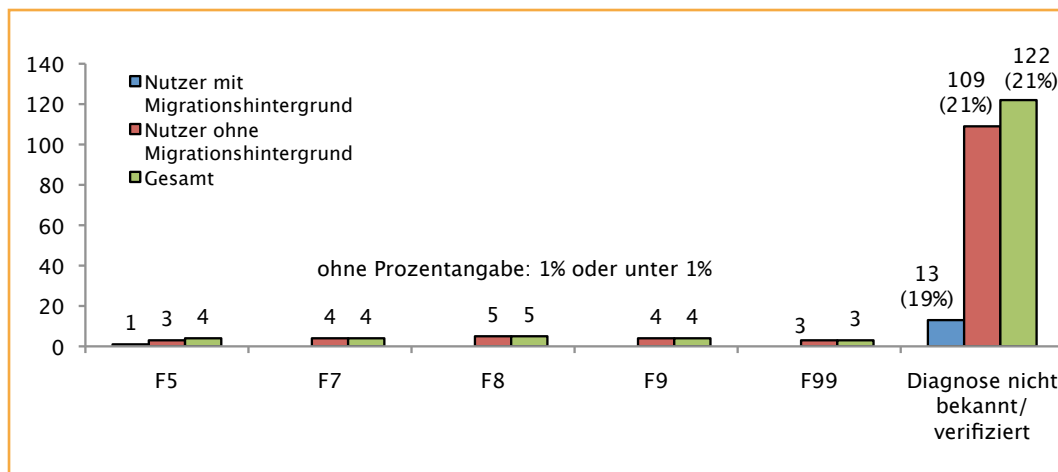 140
120
100
80
60
40
20
0
Nutzer mit
Migrationshintergrund
Nutzer ohne
Migrationshintergrund
Gesamt
ohne Prozentangabe: 1% oder unter 1%
1
3
4
4
4
5
5
4
4
3
3
13
(19%)
109
(21%)
122
(21%)
F5
F7
F8
F9
F99
Diagnose nicht
bekannt/
verifiziert